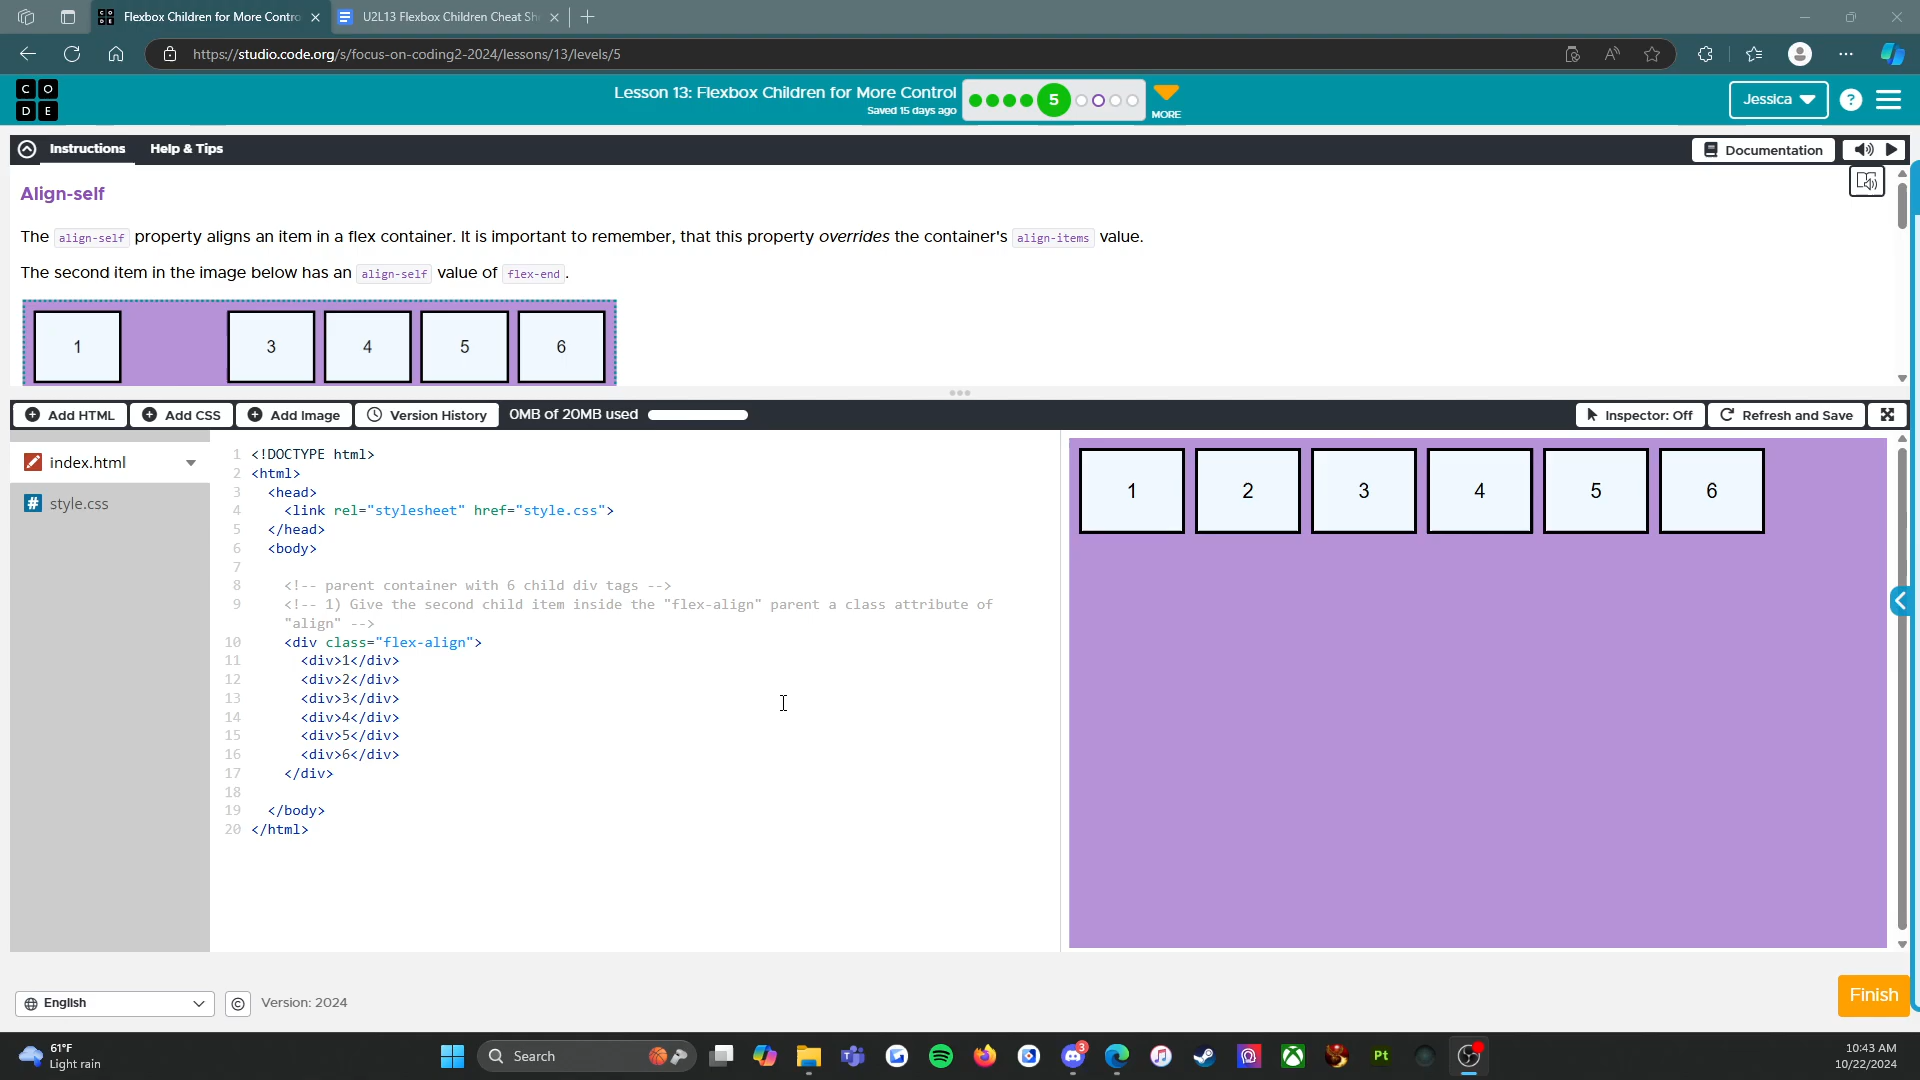 Flexbox Children for More Contro
U2L13 Flexbox Children Cheat Sh
https://studio.code.org/s/focus-on-coding2-2024/lessons/13/levels/5
C O
D E
Lesson 13: Flexbox Children for More Control
Saved 15 days ago
5
MORE
Jessica
?
Instructions
Help & Tips
Documentation
Align-self
The align-self property aligns an item in a flex container. It is important to remember, that this property overrides the container's align-items value.
The second item in the image below has an align-self value of flex-end.
1 3 4 5 6
Add HTML
Add CSS
Add Image
Version History
0MB of 20MB used
Inspector: Off
Refresh and Save
index.html
# style.css
1 <!DOCTYPE html>
2 <html>
3 <head>
4 <link rel="stylesheet" href="style.css">
5 </head>
6 <body>
7
8 <!-- parent container with 6 child div tags -->
9 <!-- 1) Give the second child item inside the "flex-align" parent a class attribute of
"align" -->
10 <div class="flex-align">
11 <div>1</div>
12 <div>2</div>
13 <div>3</div>
14 <div>4</div>
15 <div>5</div>
16 <div>6</div>
17 </div>
18
19 </body>
20 </html>
1 2 3 4 5 6
English
©
Version: 2024
Finish
61°F
Light rain
Search
3
Pt
10:43 AM
10/22/2024